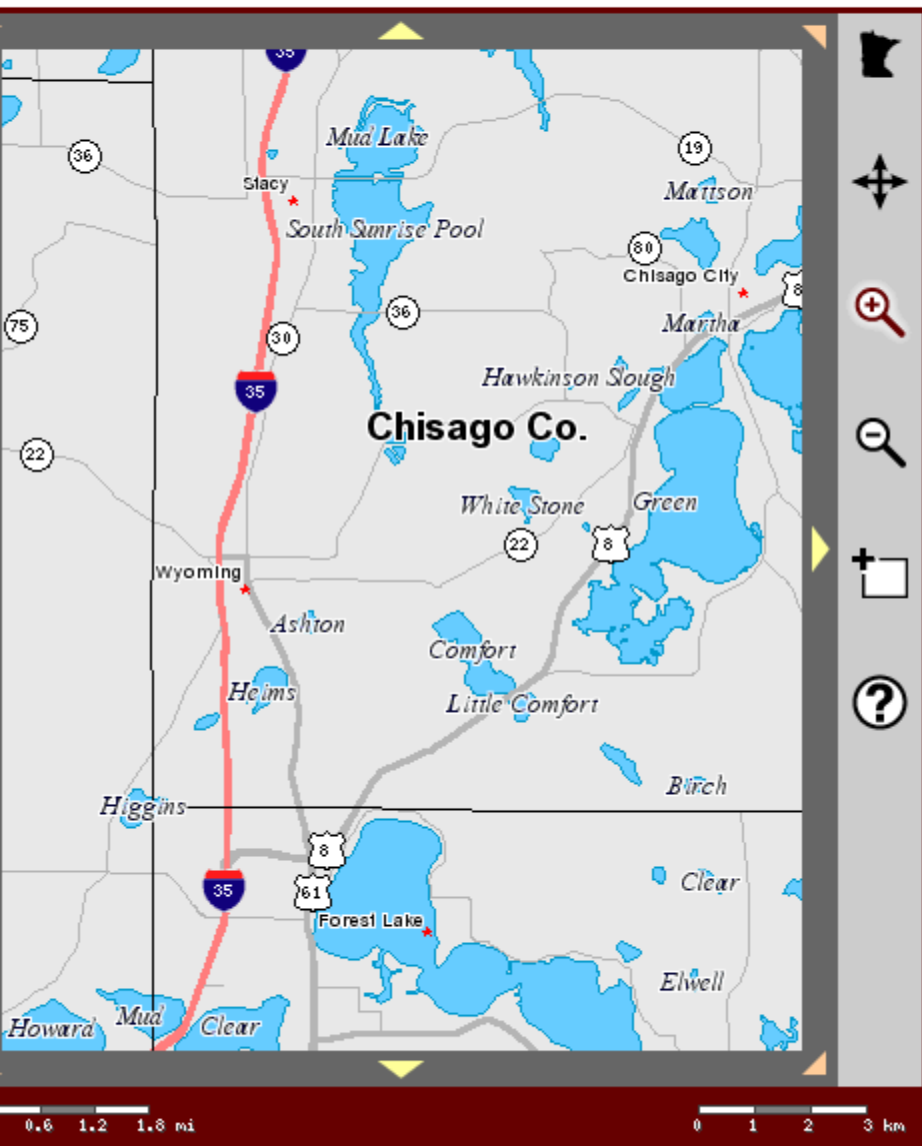 35
Mud Lake
36
19
Stacy
Mattson
South Sunrise Pool
80
Chisago City
8
36
75
Martha
30
Hawkinson Slough
35
Chisago Co.
22
White Stone
Green
22
8
Wyoming
Ashton
Comfort
Heims
Little Comfort
Birch
Higgins
8
35
61
Clear
Forest Lake
Elwell
Howard
Mud
Clear
?
0.6 1.2 1.8 mi
0 1 2 3 km